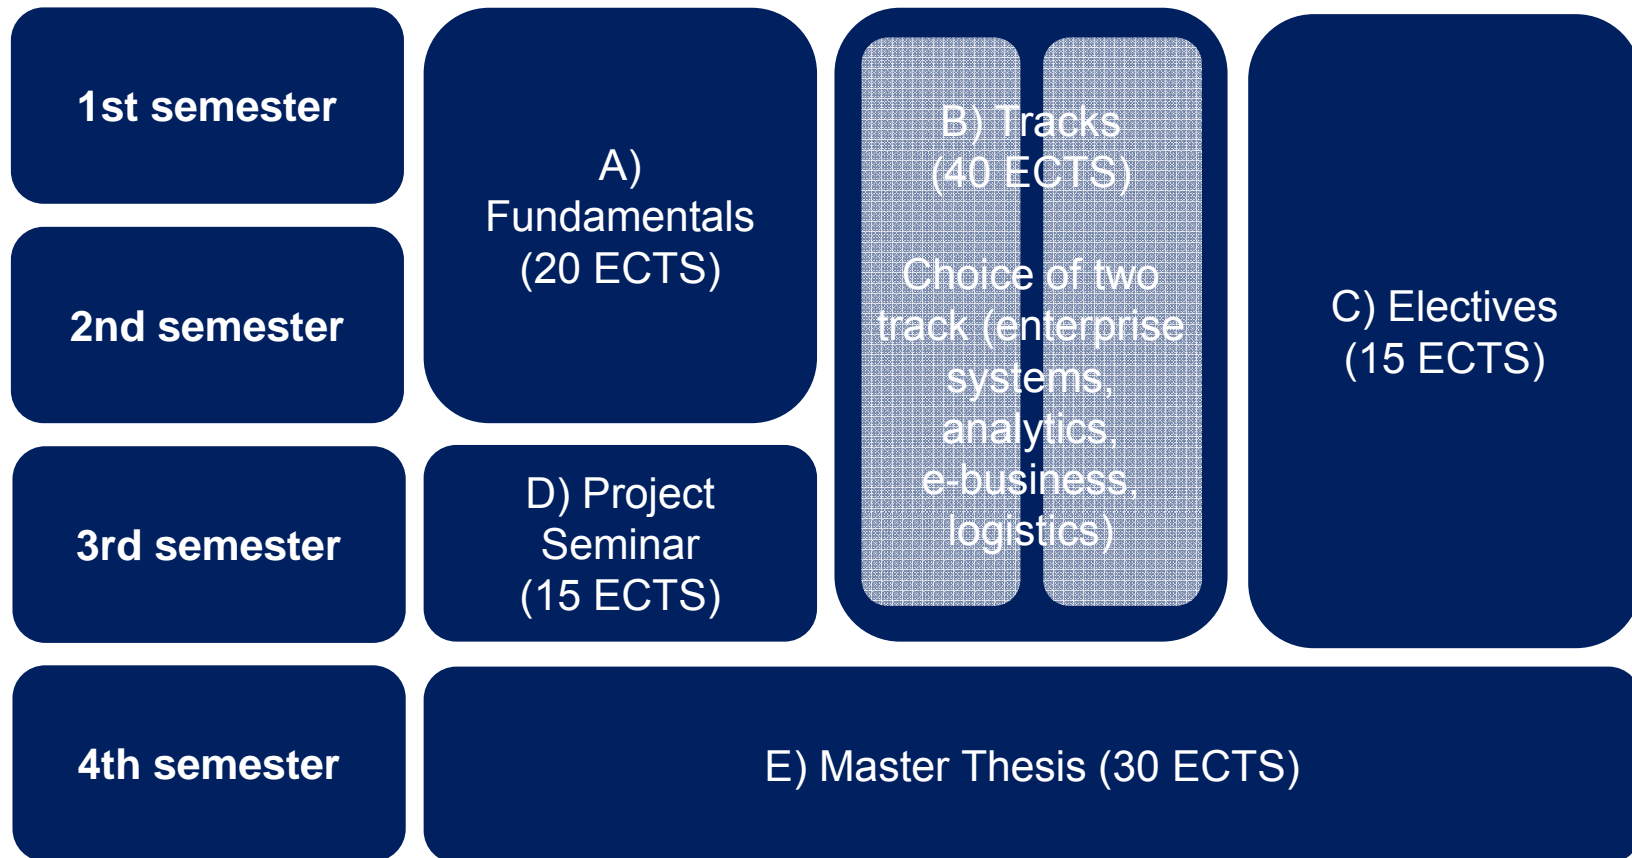 1st semester
2nd semester
3rd semester
4th semester
A)
Fundamentals
(20 ECTS)
D) Project
Seminar
(15 ECTS)
B) Tracks
(40 ECTS)
Choice of two
track (enterprise
systems,
analytics,
e-business,
logistics)
C) Electives
(15 ECTS)
E) Master Thesis (30 ECTS)